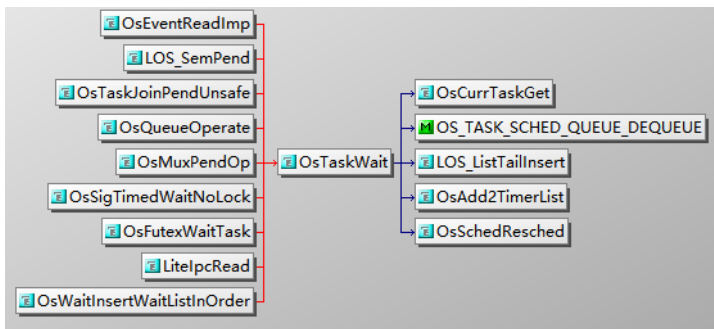 OsEventReadImp
LOS_SemPend
OsTaskJoinPendUnsafe
OsQueueOperate
OsMuxPendOp
OsSigTimedWaitNoLock
OsFutexWaitTask
LiteIpcRead
OsWaitInsertWaitListInOrder
OsTaskWait
OsCurrTaskGet
M OS_TASK_SCHED_QUEUE_DEQUEUE
LOS_ListTailInsert
OsAdd2TimerList
OsSchedResched